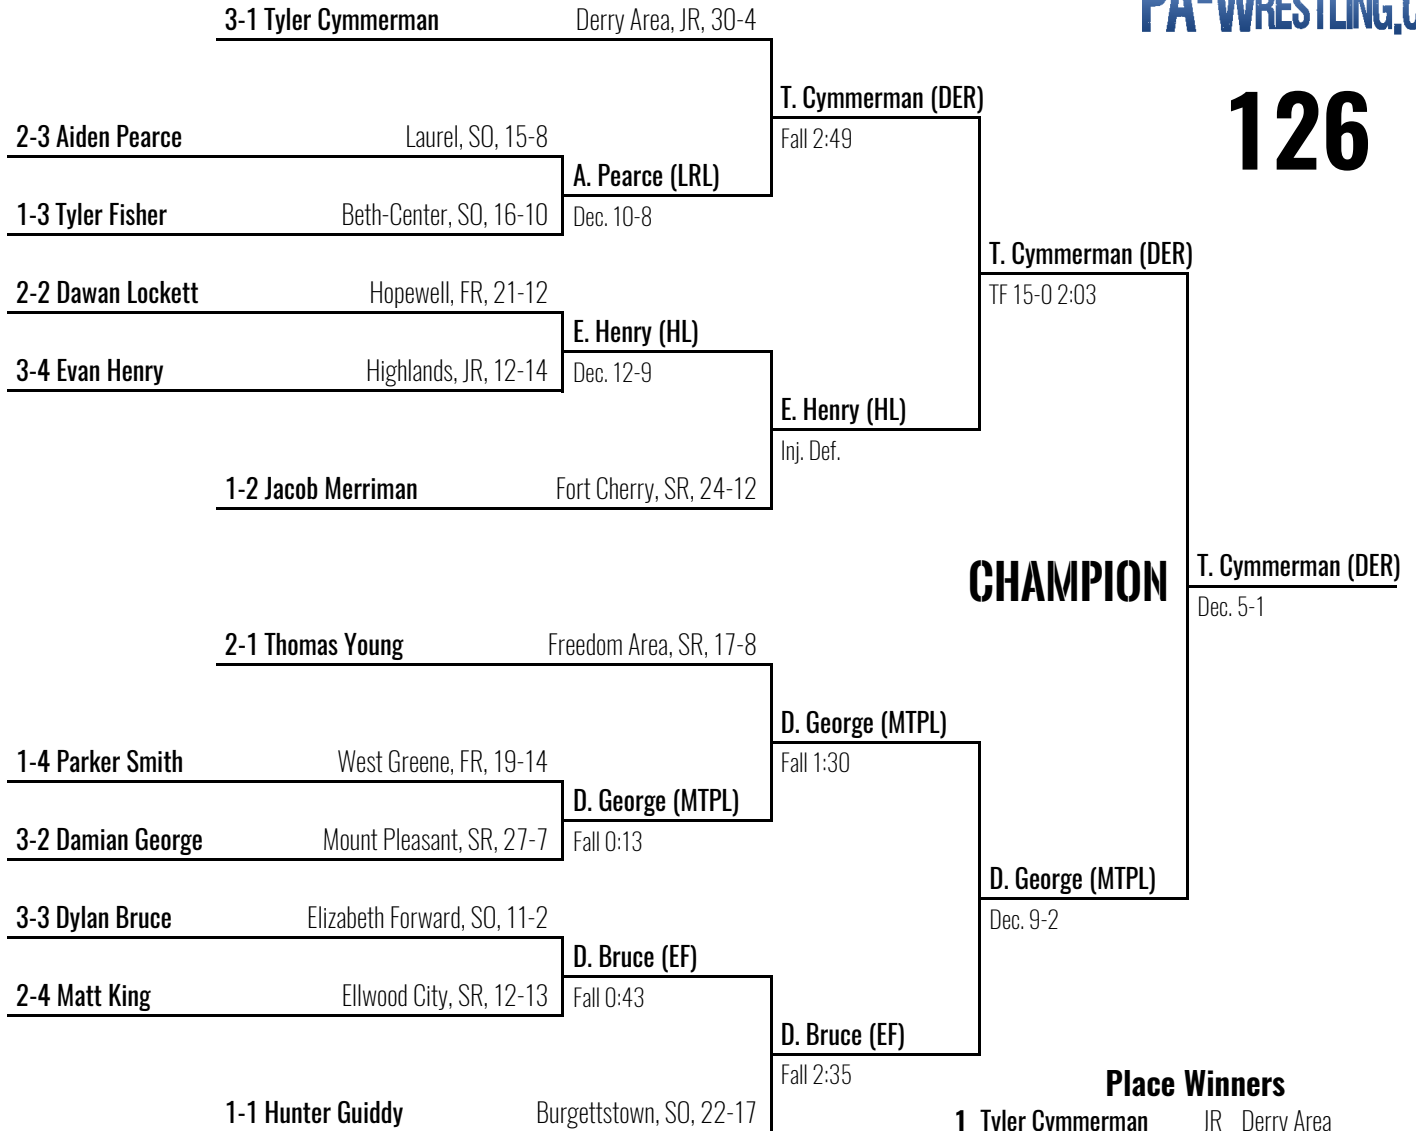 PA-WRESTLING.C
126
3-1 Tyler Cymmerman Derry Area, JR, 30-4
T. Cymmerman (DER)
Fall 2:49
2-3 Aiden Pearce Laurel, SO, 15-8
A. Pearce (LRL)
Dec. 10-8
1-3 Tyler Fisher Beth-Center, SO, 16-10
T. Cymmerman (DER)
TF 15-0 2:03
2-2 Dawan Lockett Hopewell, FR, 21-12
E. Henry (HL)
Dec. 12-9
3-4 Evan Henry Highlands, JR, 12-14
E. Henry (HL)
Inj. Def.
1-2 Jacob Merriman Fort Cherry, SR, 24-12
CHAMPION
T. Cymmerman (DER)
Dec. 5-1
2-1 Thomas Young Freedom Area, SR, 17-8
D. George (MTPL)
Fall 1:30
1-4 Parker Smith West Greene, FR, 19-14
D. George (MTPL)
Fall 0:13
3-2 Damian George Mount Pleasant, SR, 27-7
D. George (MTPL)
Dec. 9-2
3-3 Dylan Bruce Elizabeth Forward, SO, 11-2
D. Bruce (EF)
Fall 0:43
2-4 Matt King Ellwood City, SR, 12-13
D. Bruce (EF)
Fall 2:35
1-1 Hunter Guiddy Burgettstown, SO, 22-17
Place Winners
1 Tyler Cymmerman JR Derry Area